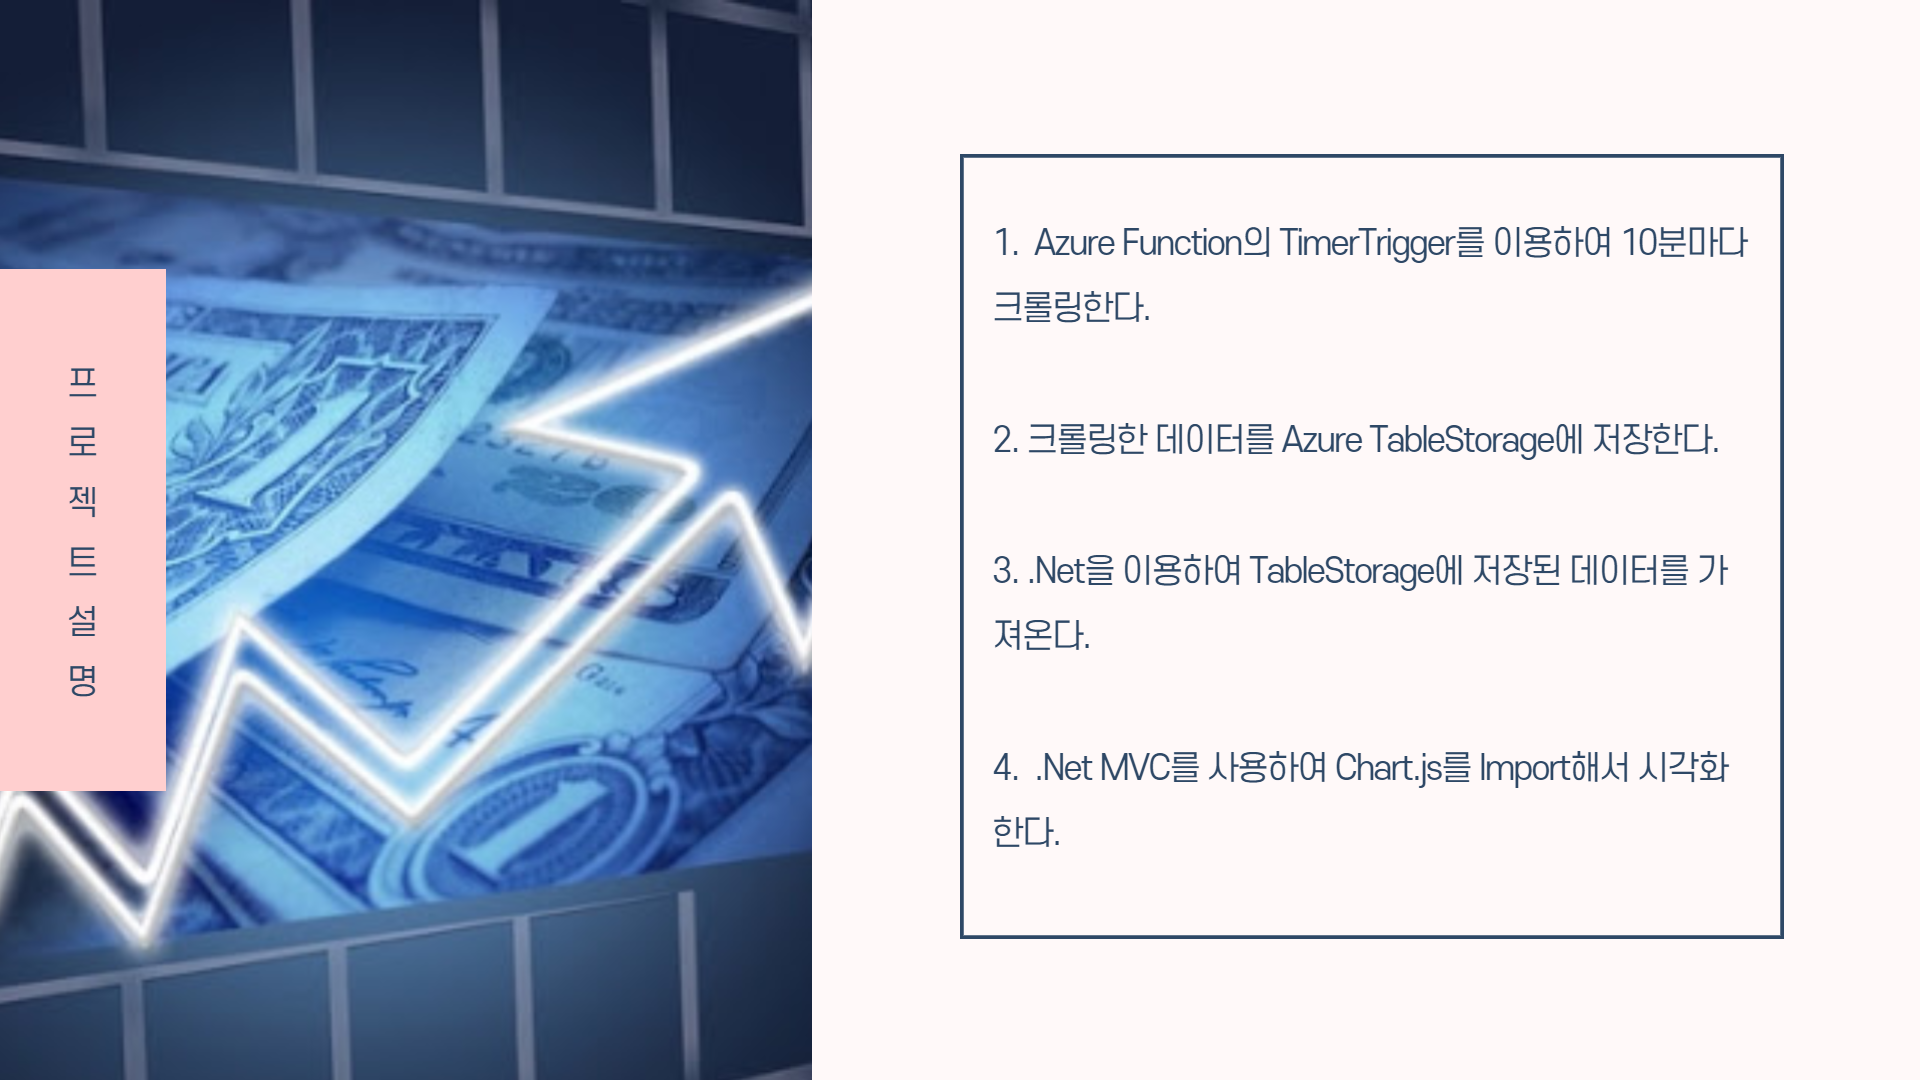 프
로
젝
트
설
명
1.  Azure Function의 TimerTrigger를 이용하여 10분마다
크롤링한다.
2. 크롤링한 데이터를 Azure TableStorage에 저장한다.
3. .Net을 이용하여 TableStorage에 저장된 데이터를 가
져온다.
4.  .Net MVC를 사용하여 Chart.js를 Import해서 시각화
한다.